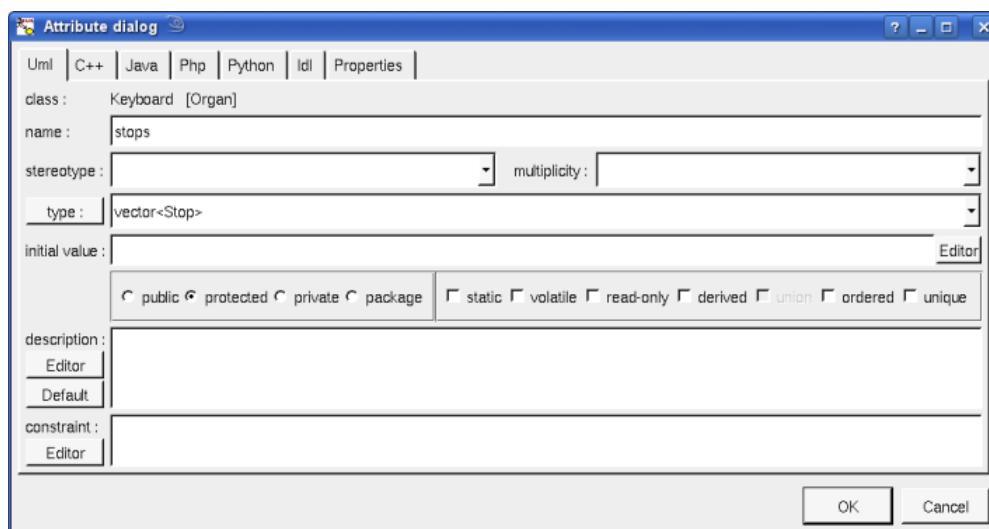 Attribute dialog
Uml C++ Java Php Python Idl Properties
class : Keyboard [Organ]
name : stops
stereotype : multiplicity :
type : vector<Stop>
initial value : Editor
public protected private package static volatile read-only derived union ordered unique
description :
Editor
Default
constraint :
Editor
OK Cancel